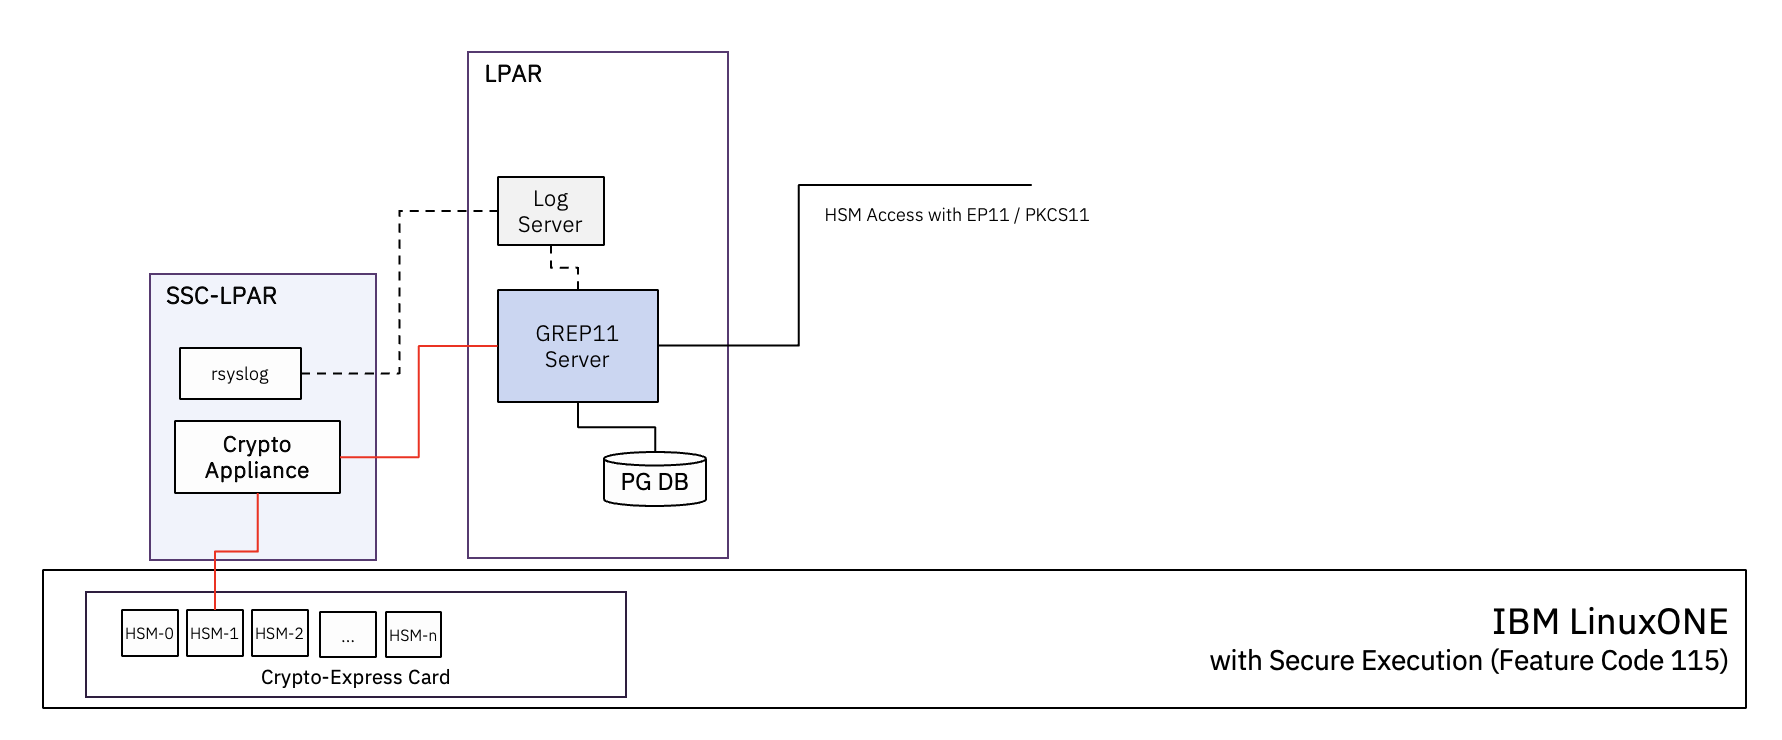 LPAR
Log
Server
HSM Access with EP11 / PKCS11
SSC-LPAR
GREP11
Server
rsyslog
Crypto
Appliance
PG DB
HSM-0
HSM-1
HSM-2
...
HSM-n
Crypto-Express Card
IBM LinuxONE
with Secure Execution (Feature Code 115)